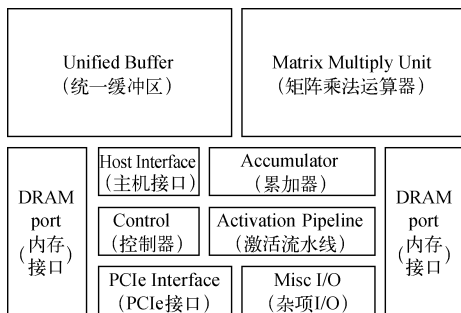 Unified Buffer
(统一缓冲区)
Matrix Multiply Unit
(矩阵乘法运算器)
DRAM
port
(内存
接口)
Host Interface
(主机接口)
Accumulator
(累加器)
Control
(控制器)
Activation Pipeline
(激活流水线)
PCIe Interface
(PCIe接口)
Misc I/O
(杂项I/O)
DRAM
port
(内存
接口)